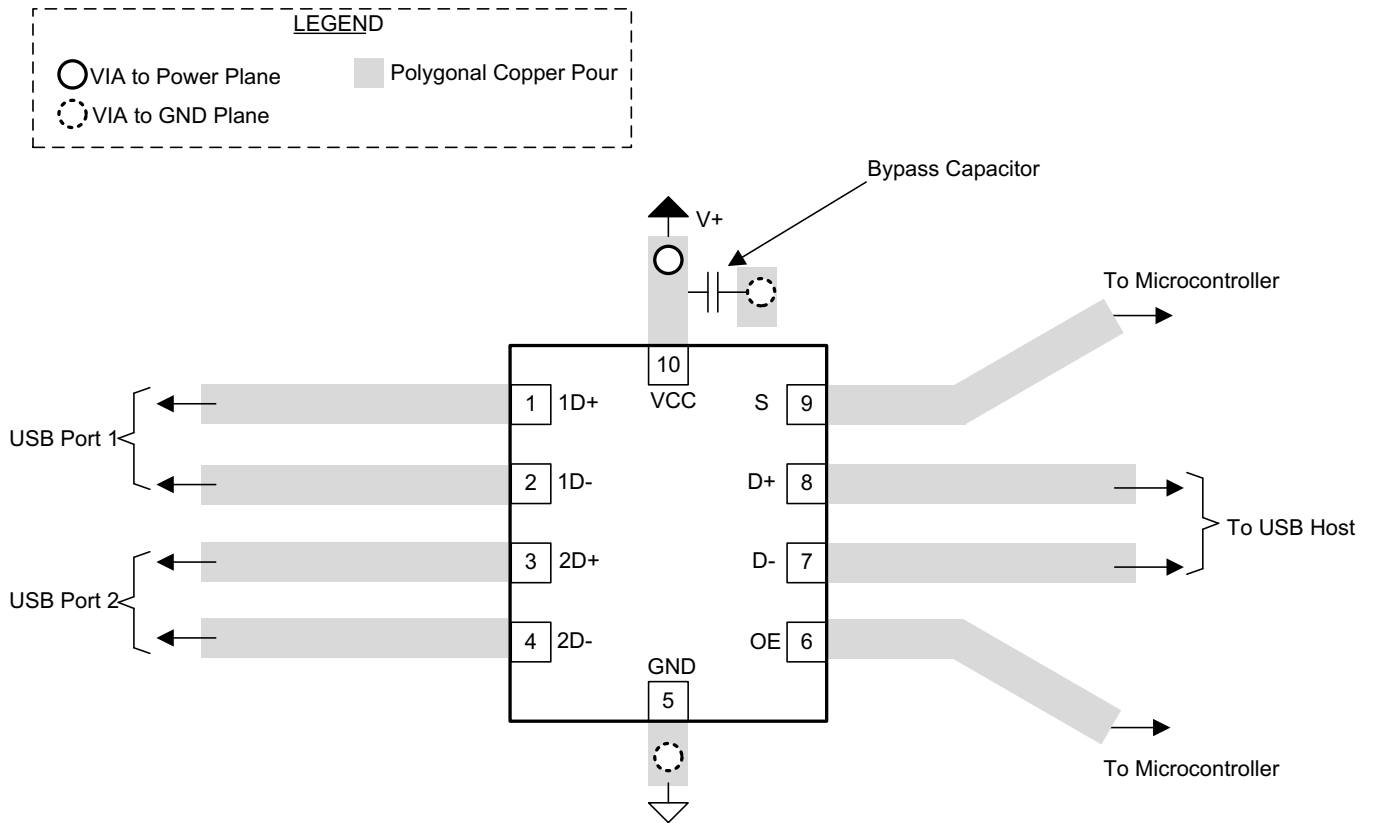 LEGEND
VIA to Power Plane
Polygonal Copper Pour
VIA to GND Plane
Bypass Capacitor
V+
To Microcontroller
10
VCC
1
1D+
S
9
USB Port 1
2
1D-
D+
8
To USB Host
3
2D+
D-
7
USB Port 2
4
2D-
OE
6
GND
5
To Microcontroller